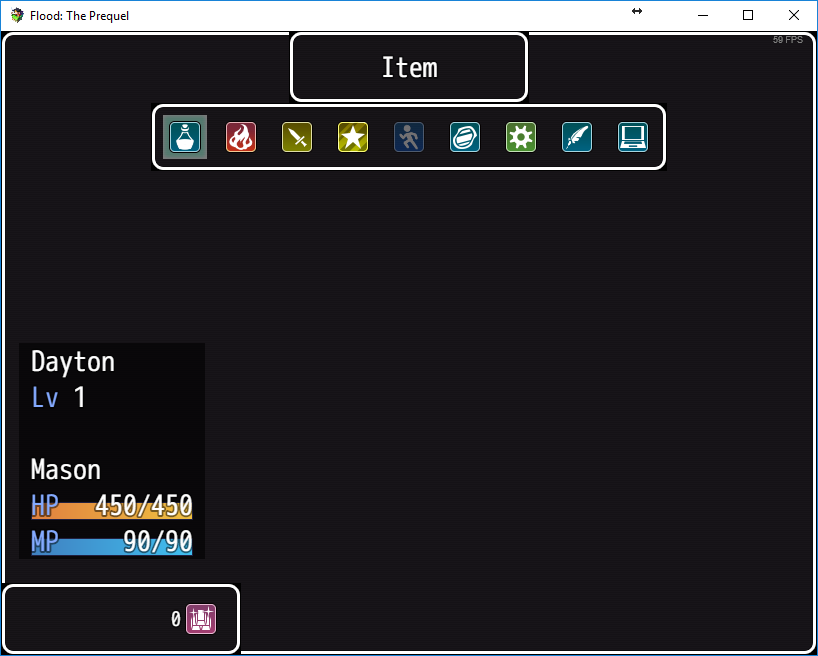 Flood: The Prequel
59 FPS
Item
Dayton
Lv 1
Mason
HP 450/450
MP 90/90
0